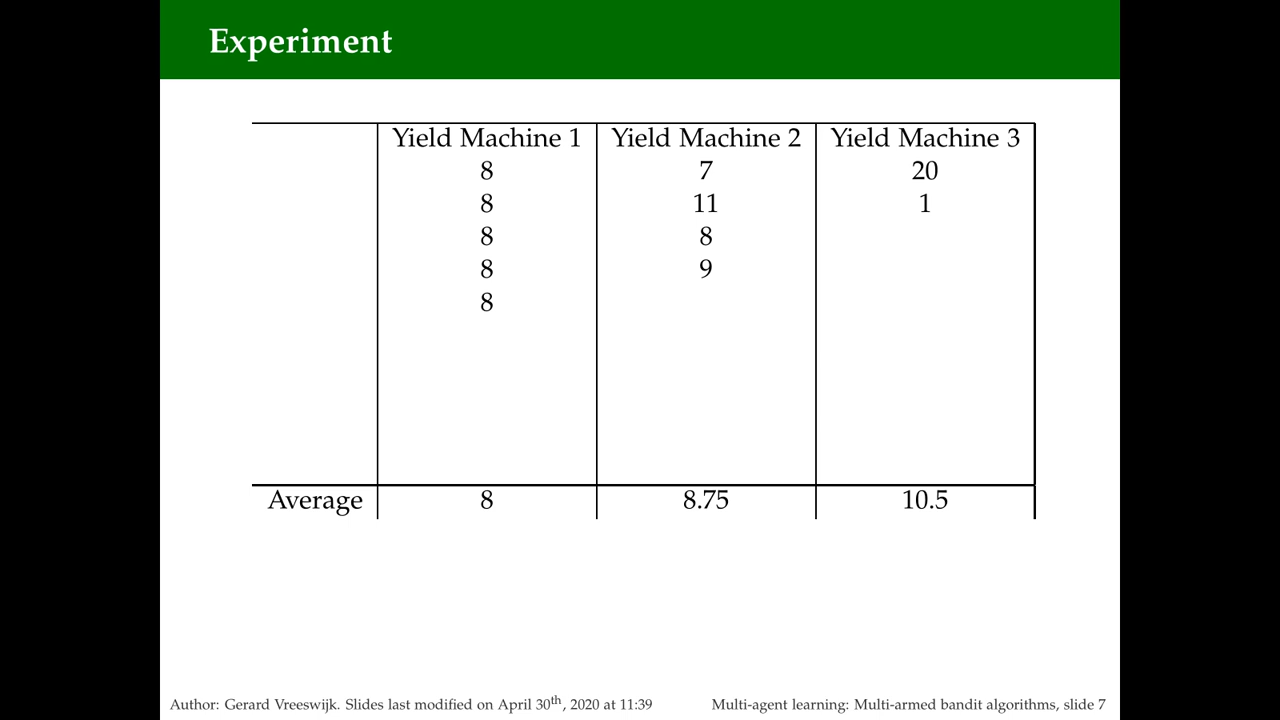 Experiment
Yield Machine 1 Yield Machine 2 Yield Machine 3
8 7 20
8 11 1
8 8
8 9
8
Average 8 8.75 10.5
Author: Gerard Vreeswijk. Slides last modified on April 30th, 2020 at 11:39 Multi-agent learning: Multi-armed bandit algorithms, slide 7